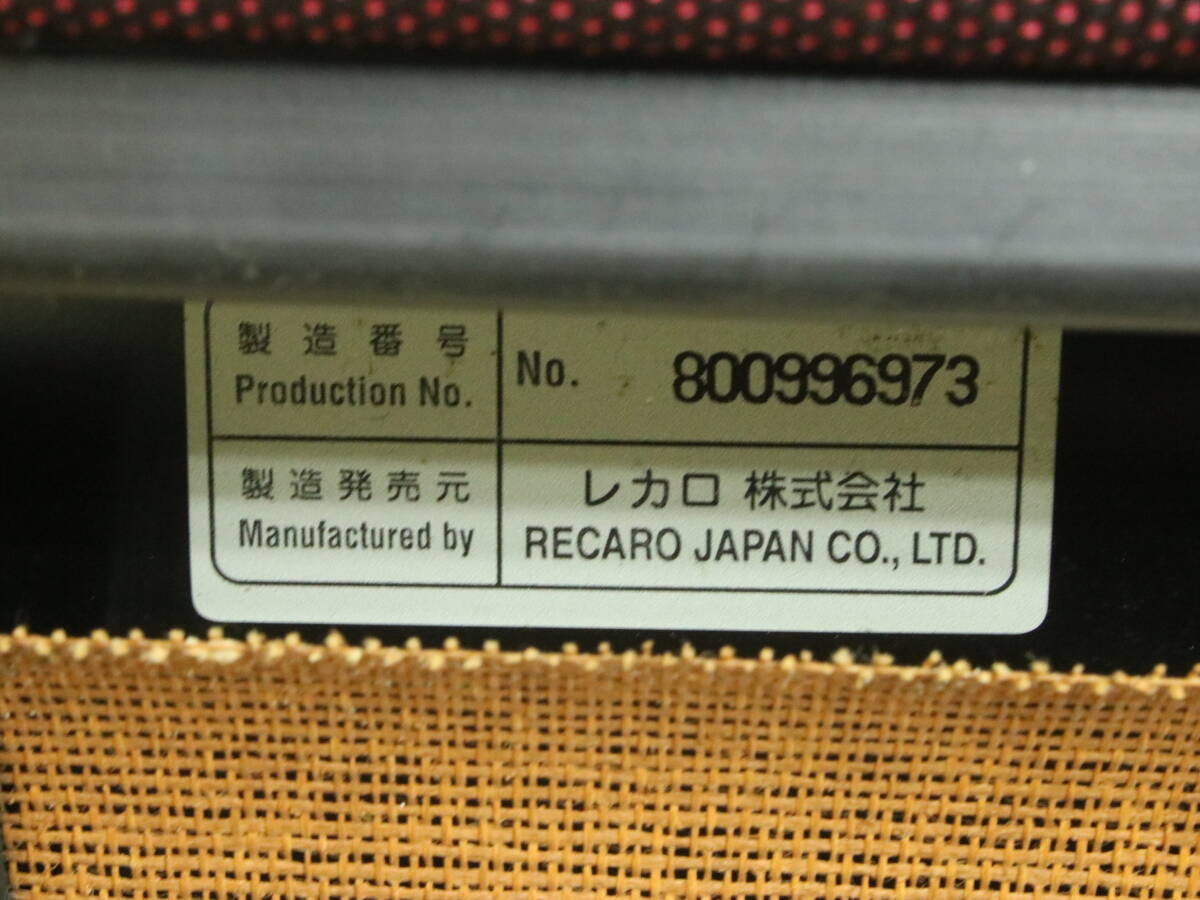 製造番号
Production No.
No. 800996973
製造発売元
Manufactured by
レカロ 株式会社
RECARO JAPAN CO., LTD.